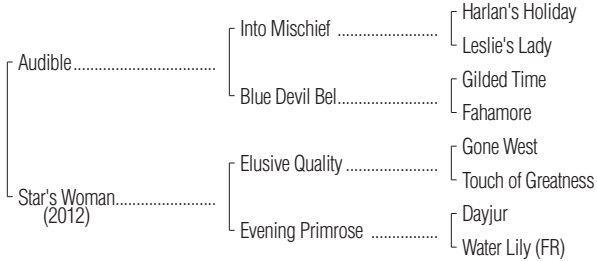 Harlan's Holiday
Into Mischief ....................
Leslie's Lady
Audible ............................
Gilded Time
Blue Devil Bel....................
Fahamore
Gone West
Elusive Quality ..................
Touch of Greatness
Star's Woman...................
(2012)
Dayjur
Evening Primrose .............
Water Lily (FR)